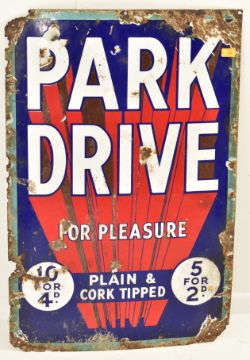 PARK
DRIVE
FOR PLEASURE
10
FOR
4D.
PLAIN &
CORK TIPPED
5
FOR
2D.